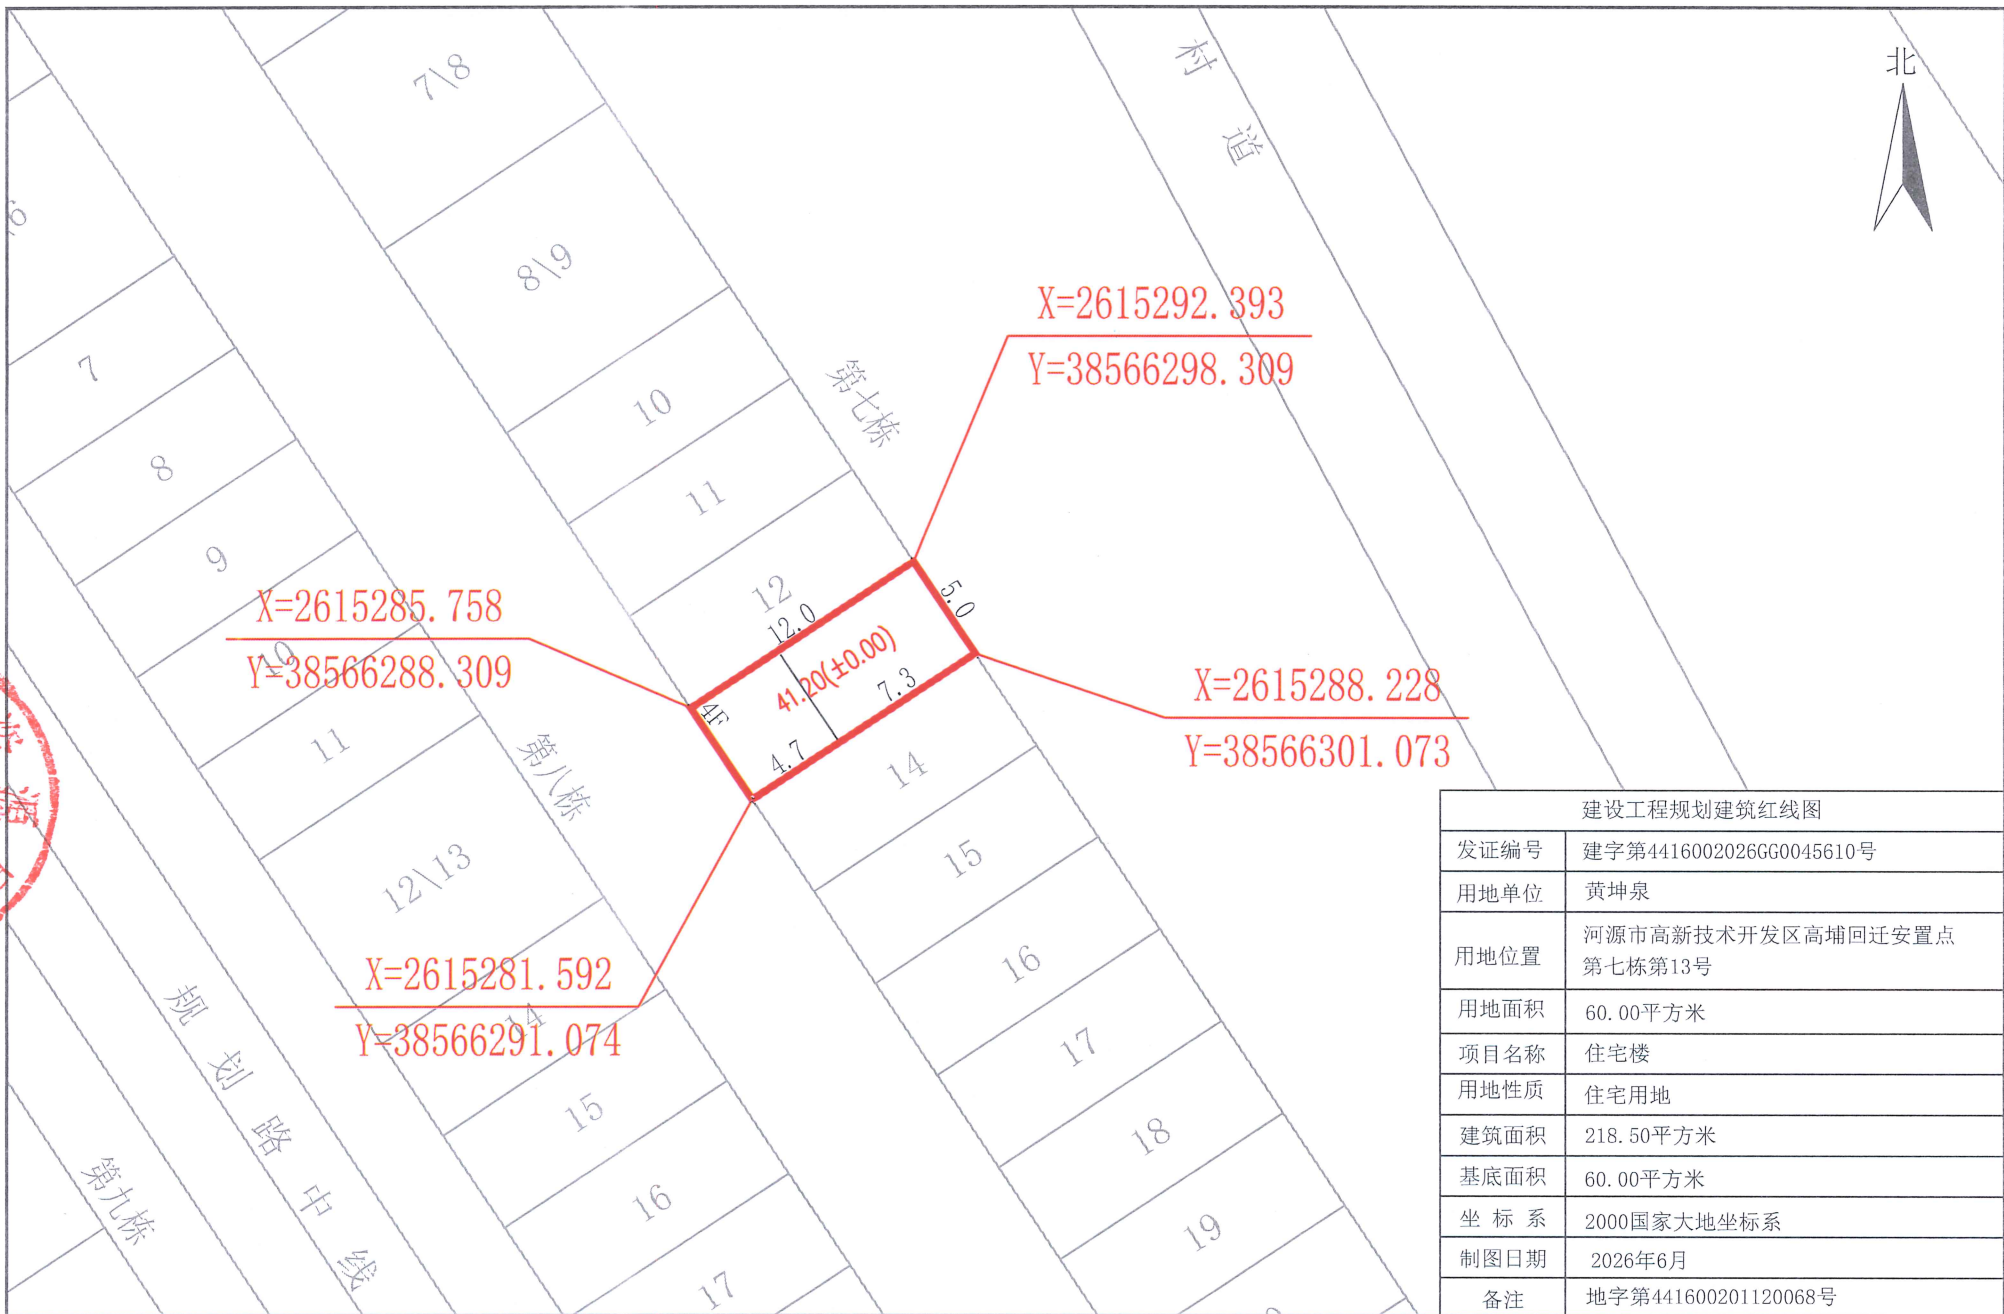 北
村道
7\8
8\9
10
11
12
第七栋
X=2615292.393
Y=38566298.309
X=2615285.758
Y=38566288.309
X=2615288.228
Y=38566301.073
X=2615281.592
Y=38566291.074
12.0
5.0
41.20(±0.00)
7.3
4F
4.7
14
15
16
17
18
19
7
8
9
10
11
第八栋
12\13
14
15
16
17
规划路中线
第九栋
建设工程规划建筑红线图
发证编号 建字第4416002026GG0045610号
用地单位 黄坤泉
用地位置 河源市高新技术开发区高埔回迁安置点
第七栋第13号
用地面积 60.00平方米
项目名称 住宅楼
用地性质 住宅用地
建筑面积 218.50平方米
基底面积 60.00平方米
坐标系 2000国家大地坐标系
制图日期 2026年6月
备注 地字第441600201120068号